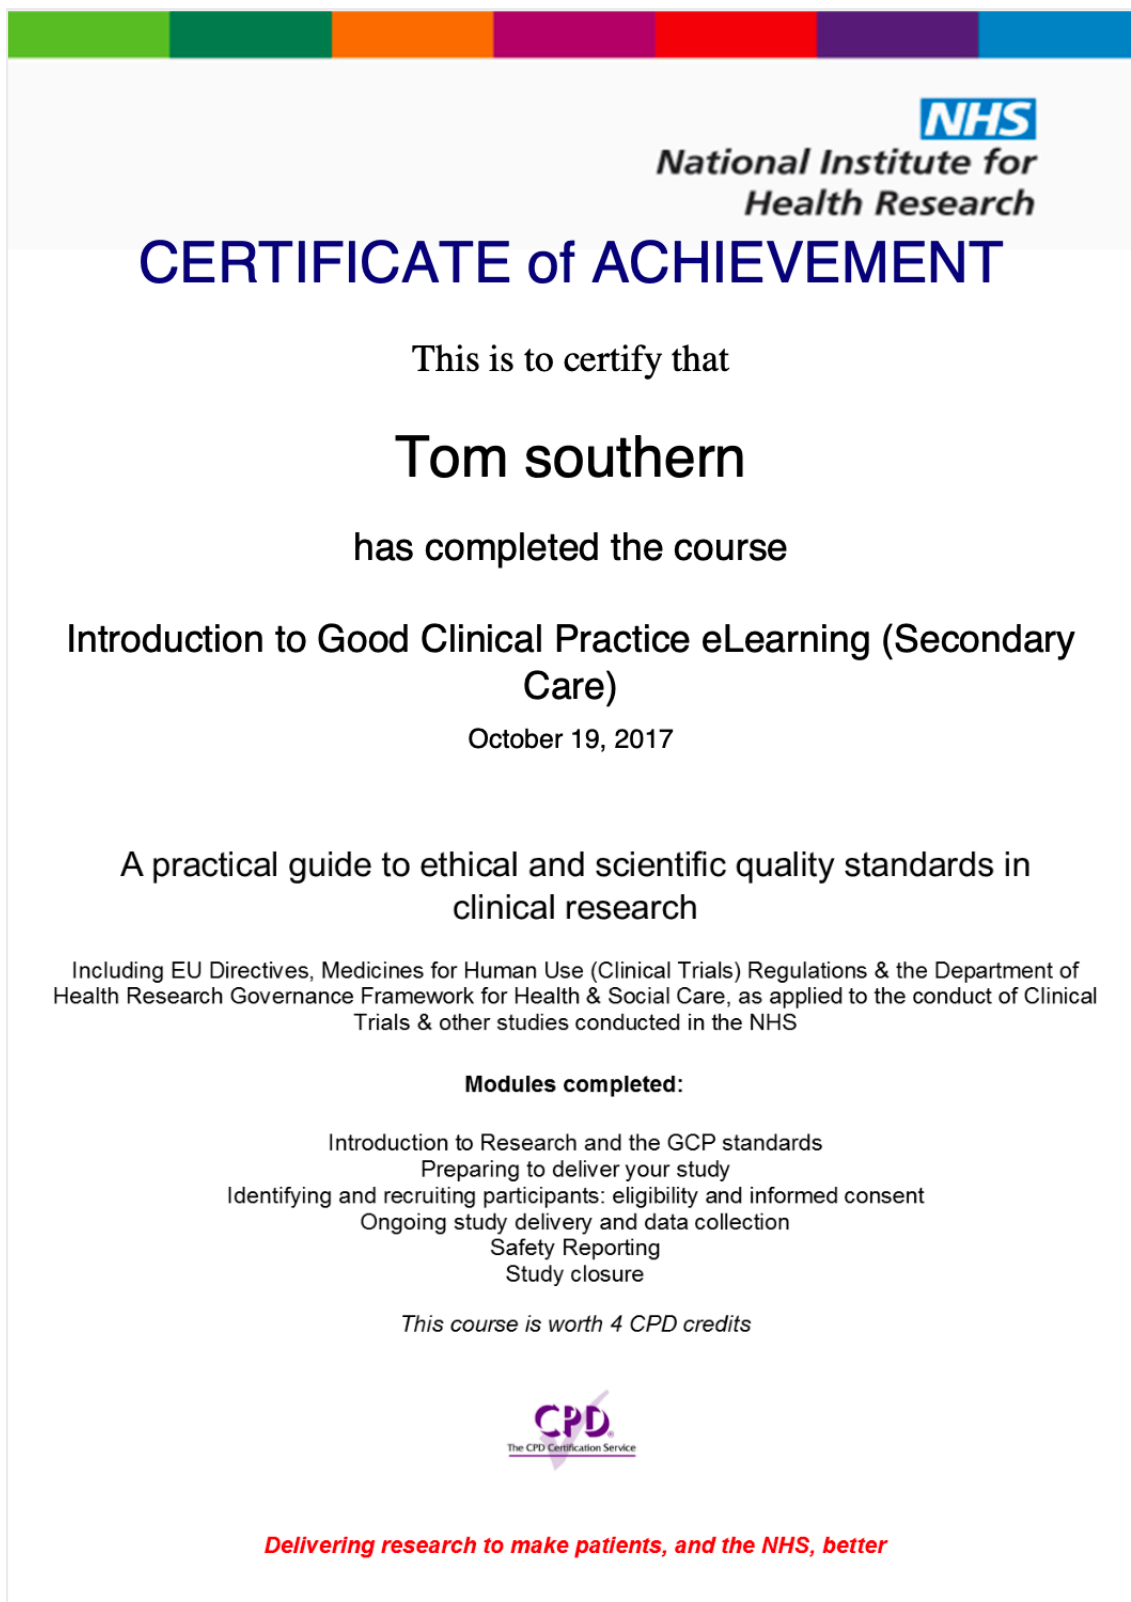 NHS
National Institute for
Health Research
CERTIFICATE of ACHIEVEMENT
This is to certify that
Tom southern
has completed the course
Introduction to Good Clinical Practice eLearning (Secondary
Care)
October 19, 2017
A practical guide to ethical and scientific quality standards in
clinical research
Including EU Directives, Medicines for Human Use (Clinical Trials) Regulations & the Department of
Health Research Governance Framework for Health & Social Care, as applied to the conduct of Clinical
Trials & other studies conducted in the NHS
Modules completed:
Introduction to Research and the GCP standards
Preparing to deliver your study
Identifying and recruiting participants: eligibility and informed consent
Ongoing study delivery and data collection
Safety Reporting
Study closure
This course is worth 4 CPD credits
CPD®
The CPD Certification Service
Delivering research to make patients, and the NHS, better